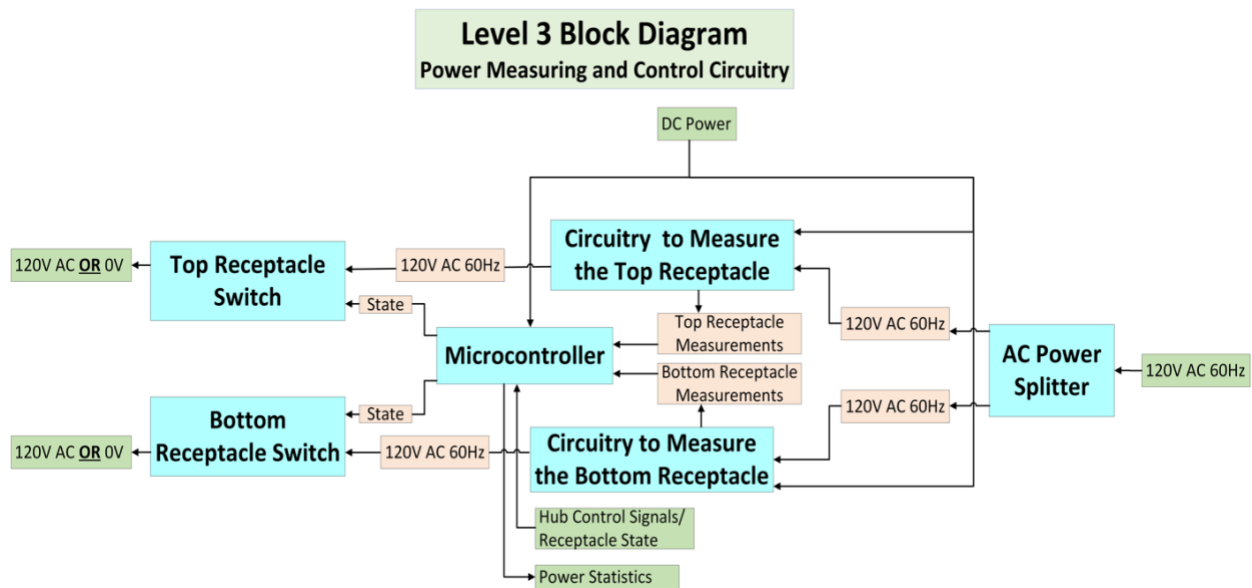 Level 3 Block Diagram
Power Measuring and Control Circuitry
DC Power
Circuitry to Measure
the Top Receptacle
120V AC OR 0V
Top Receptacle
Switch
120V AC 60Hz
State
Top Receptacle
Measurements
120V AC 60Hz
Microcontroller
AC Power
Splitter
120V AC 60Hz
Bottom Receptacle
Measurements
State
120V AC 60Hz
Bottom
Receptacle Switch
120V AC OR 0V
120V AC 60Hz
Circuitry to Measure
the Bottom Receptacle
Hub Control Signals/
Receptacle State
Power Statistics